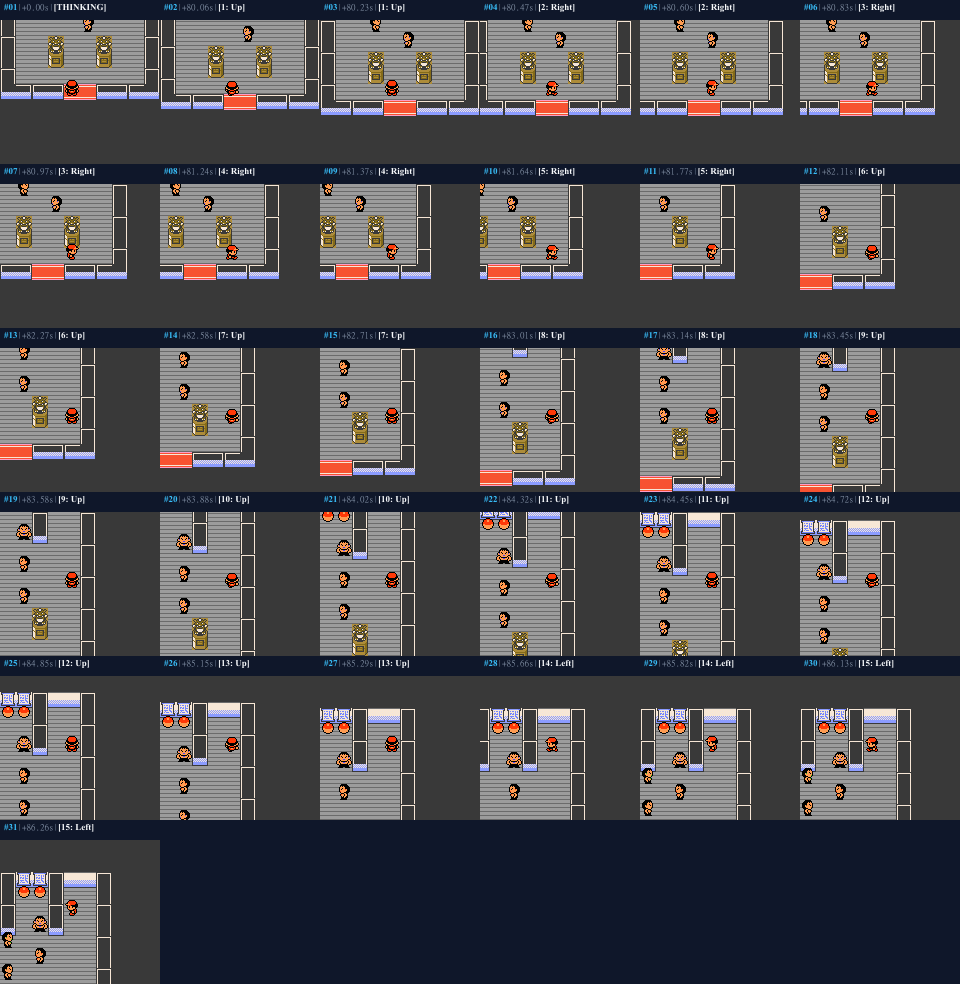 #01|+0.00s|[THINKING]
#02|+80.06s|[1: Up]
#03|+80.23s|[1: Up]
#04|+80.47s|[2: Right]
#05|+80.60s|[2: Right]
#06|+80.83s|[3: Right]
#07|+80.97s|[3: Right]
#08|+81.24s|[4: Right]
#09|+81.37s|[4: Right]
#10|+81.64s|[5: Right]
#11|+81.77s|[5: Right]
#12|+82.11s|[6: Up]
#13|+82.27s|[6: Up]
#14|+82.58s|[7: Up]
#15|+82.71s|[7: Up]
#16|+83.01s|[8: Up]
#17|+83.14s|[8: Up]
#18|+83.45s|[9: Up]
#19|+83.58s|[9: Up]
#20|+83.88s|[10: Up]
#21|+84.02s|[10: Up]
#22|+84.32s|[11: Up]
#23|+84.45s|[11: Up]
#24|+84.72s|[12: Up]
#25|+84.85s|[12: Up]
#26|+85.15s|[13: Up]
#27|+85.29s|[13: Up]
#28|+85.66s|[14: Left]
#29|+85.82s|[14: Left]
#30|+86.13s|[15: Left]
#31|+86.26s|[15: Left]